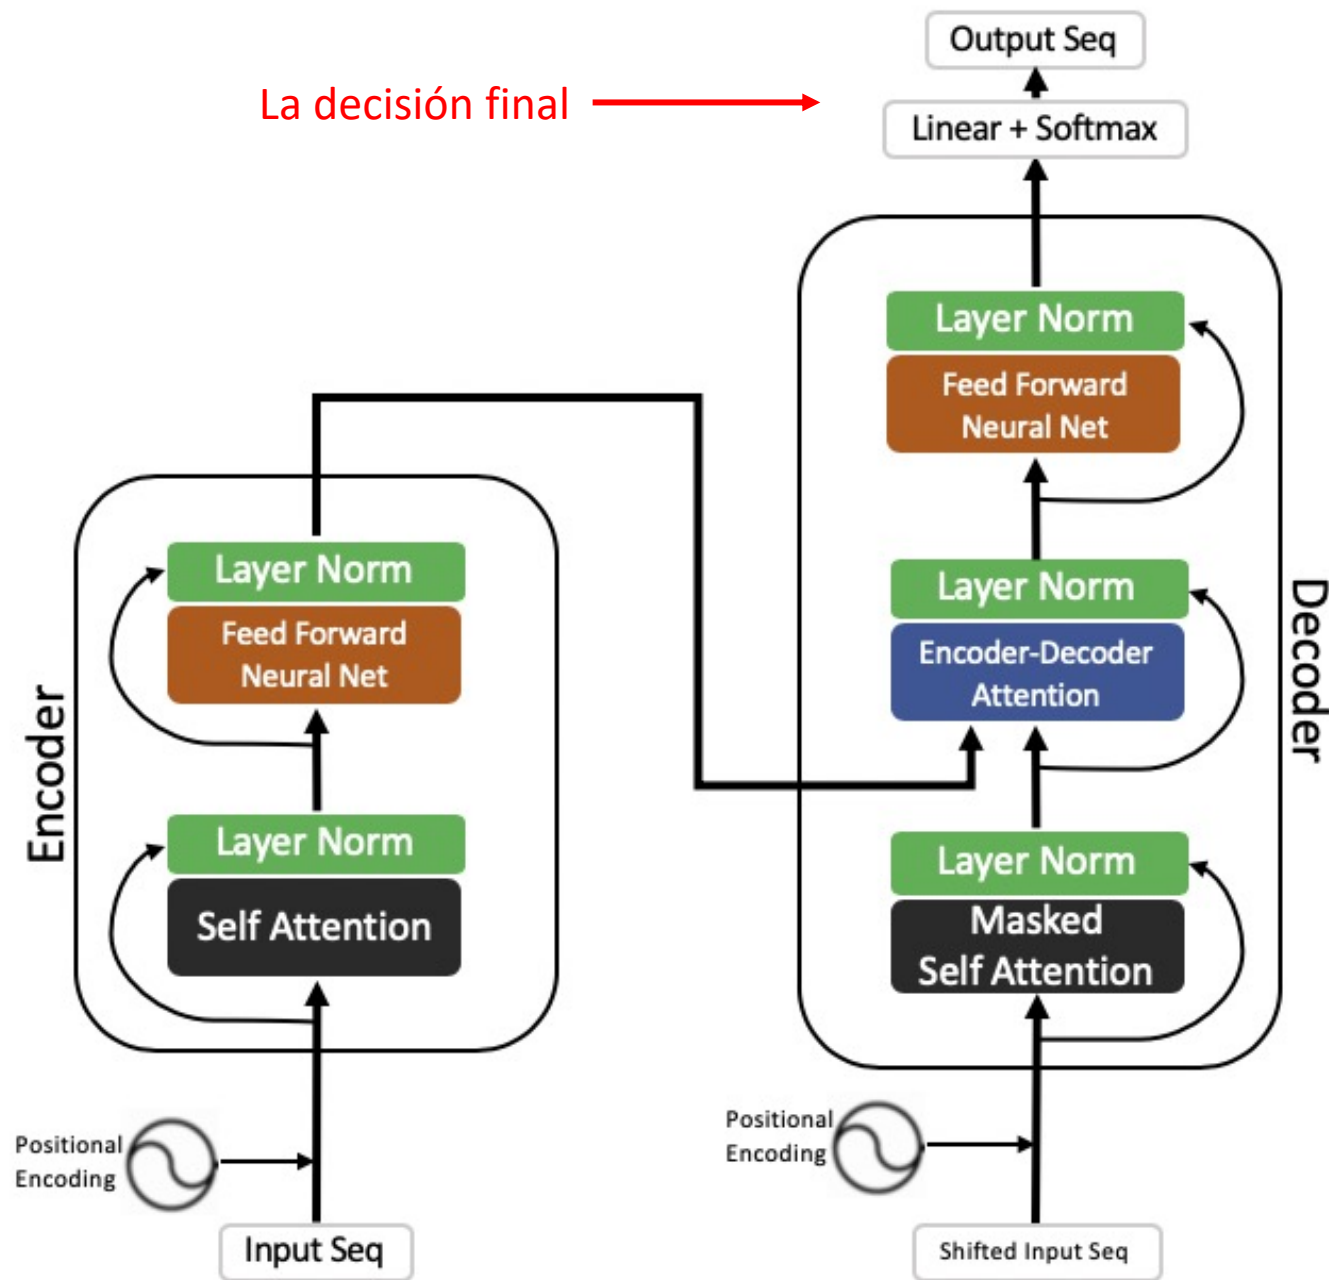 Output Seq
La decisión final
Linear + Softmax
Layer Norm
Feed Forward
Neural Net
Layer Norm
Encoder-Decoder
Attention
Layer Norm
Masked
Self Attention
Decoder
Positional
Encoding
Shifted Input Seq
Layer Norm
Feed Forward
Neural Net
Layer Norm
Self Attention
Encoder
Positional
Encoding
Input Seq